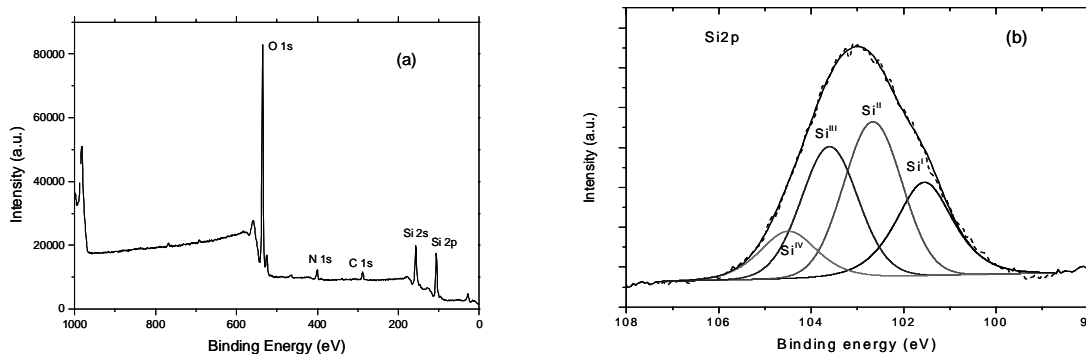 (a)
O 1s
N 1s
C 1s
Si 2s
Si 2p
80000
60000
40000
20000
0
Intensity (a.u.)
1000 800 600 400 200 0
Binding Energy (eV)
(b)
Si2p
Si^IV
Si^III
Si^II
Si^I
Intensity (a.u.)
108 106 104 102 100 98
Binding energy (eV)